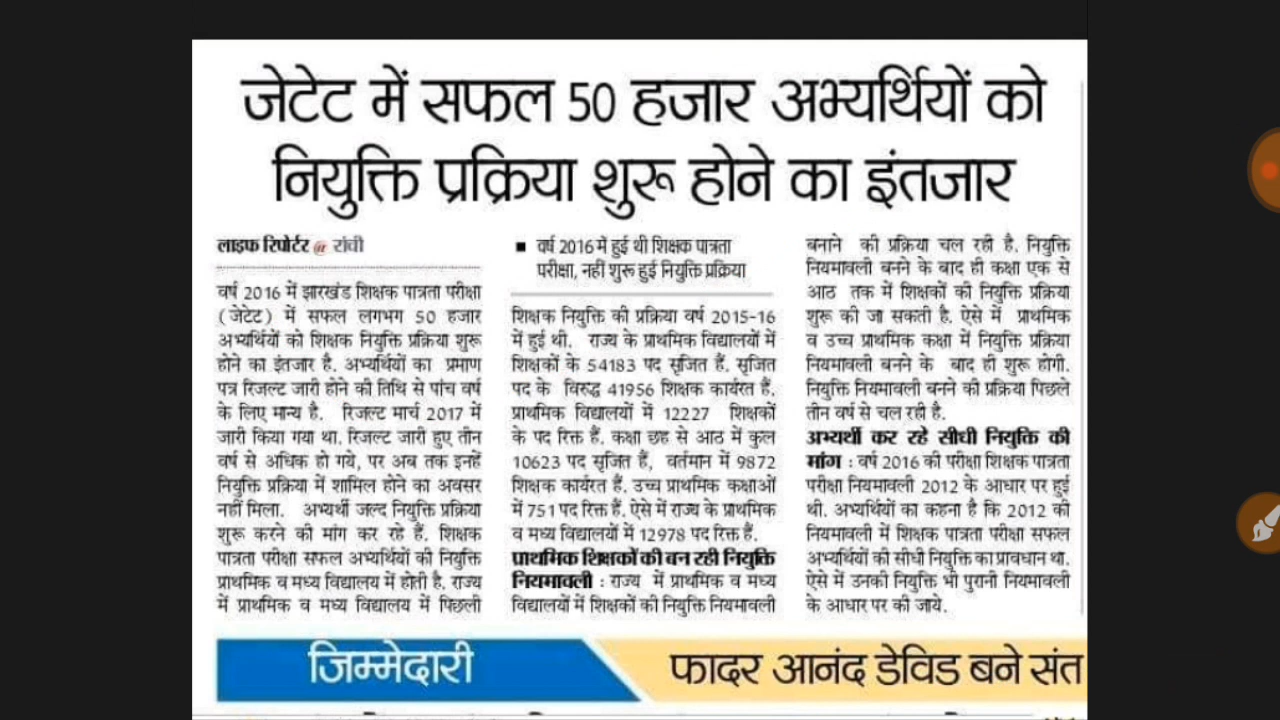 जेटेट में सफल 50 हजार अभ्यर्थियों को
नियुक्ति प्रक्रिया शुरू होने का इंतजार
लाइफ रिपोर्टर @ रांची
वर्ष 2016 में झारखंड शिक्षक पात्रता परीक्षा
(जेटेट) में सफल लगभग 50 हजार
अभ्यर्थियों को शिक्षक नियुक्ति प्रक्रिया शुरू
होने का इंतजार है. अभ्यर्थियों का प्रमाण
पत्र रिजल्ट जारी होने की तिथि से पांच वर्ष
के लिए मान्य है. रिजल्ट मार्च 2017 में
जारी किया गया था. रिजल्ट जारी हुए तीन
वर्ष से अधिक हो गये, पर अब तक इनहें
नियुक्ति प्रक्रिया में शामिल होने का अवसर
नहीं मिला. अभ्यर्थी जल्द नियुक्ति प्रक्रिया
शुरू करने की मांग कर रहे हैं. शिक्षक
पात्रता परीक्षा सफल अभ्यर्थियों की नियुक्ति
प्राथमिक व मध्य विद्यालय में होती है. राज्य
में प्राथमिक व मध्य विद्यालय में पिछली
■ वर्ष 2016 में हुई थी शिक्षक पात्रता
परीक्षा, नहीं शुरू हुई नियुक्ति प्रक्रिया
शिक्षक नियुक्ति की प्रक्रिया वर्ष 2015-16
में हुई थी. राज्य के प्राथमिक विद्यालयों में
शिक्षकों के 54183 पद सृजित हैं. सृजित
पद के विरुद्ध 41956 शिक्षक कार्यरत हैं.
प्राथमिक विद्यालयों में 12227 शिक्षकों
के पद रिक्त हैं. कक्षा छह से आठ में कुल
10623 पद सृजित हैं, वर्तमान में 9872
शिक्षक कार्यरत हैं. उच्च प्राथमिक कक्षाओं
में 751 पद रिक्त हैं. ऐसे में राज्य के प्राथमिक
व मध्य विद्यालयों में 12978 पद रिक्त हैं.
प्राथमिक शिक्षकों की बन रही नियुक्ति
नियमावली : राज्य में प्राथमिक व मध्य
विद्यालयों में शिक्षकों की नियुक्ति नियमावली
बनाने की प्रक्रिया चल रही है. नियुक्ति
नियमावली बनने के बाद ही कक्षा एक से
आठ तक में शिक्षकों की नियुक्ति प्रक्रिया
शुरू की जा सकती है. ऐसे में प्राथमिक
व उच्च प्राथमिक कक्षा में नियुक्ति प्रक्रिया
नियमावली बनने के बाद ही शुरू होगी.
नियुक्ति नियमावली बनने की प्रक्रिया पिछले
तीन वर्ष से चल रही है.
अभ्यर्थी कर रहे सीधी नियुक्ति की
मांग : वर्ष 2016 की परीक्षा शिक्षक पात्रता
परीक्षा नियमावली 2012 के आधार पर हुई
थी. अभ्यर्थियों का कहना है कि 2012 की
नियमावली में शिक्षक पात्रता परीक्षा सफल
अभ्यर्थियों की सीधी नियुक्ति का प्रावधान था.
ऐसे में उनकी नियुक्ति भी पुरानी नियमावली
के आधार पर की जाये.
जिम्मेदारी
फादर आनंद डेविड बने संत